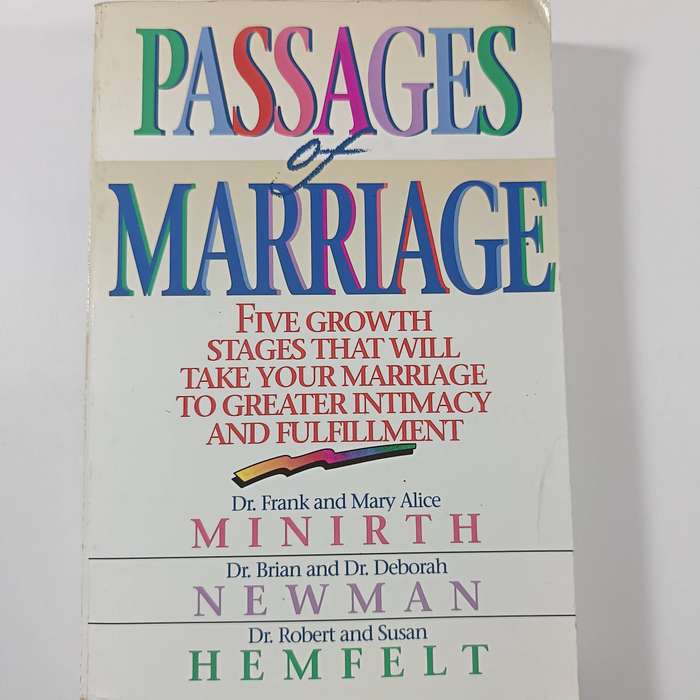 PASSAGES
of
MARRIAGE
FIVE GROWTH
STAGES THAT WILL
TAKE YOUR MARRIAGE
TO GREATER INTIMACY
AND FULFILLMENT
Dr. Frank and Mary Alice
MINIRTH
Dr. Brian and Dr. Deborah
NEWMAN
Dr. Robert and Susan
HEMFELT